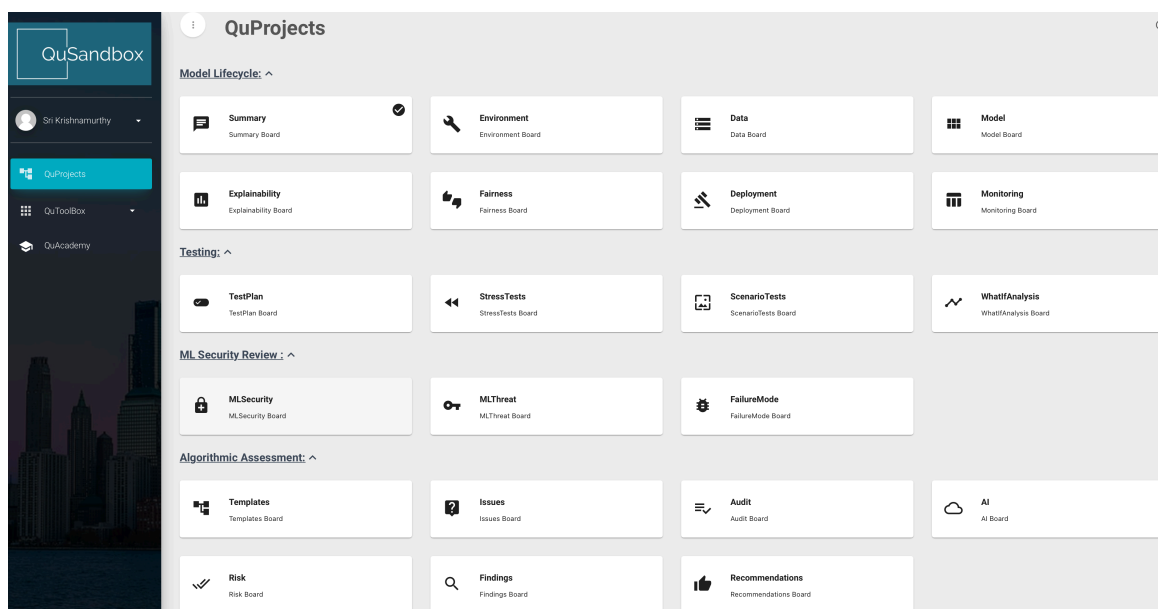 QuSandbox
Sri Krishnamurthy
QuProjects
QuToolBox
QuAcademy
QuProjects
Model Lifecycle:
Summary
Summary Board
Environment
Environment Board
Data
Data Board
Model
Model Board
Explainability
Explainability Board
Fairness
Fairness Board
Deployment
Deployment Board
Monitoring
Monitoring Board
Testing:
TestPlan
TestPlan Board
StressTests
StressTests Board
ScenarioTests
ScenarioTests Board
WhatIfAnalysis
WhatIfAnalysis Board
ML Security Review :
MLSecurity
MLSecurity Board
MLThreat
MLThreat Board
FailureMode
FailureMode Board
Algorithmic Assessment:
Templates
Templates Board
Issues
Issues Board
Audit
Audit Board
AI
AI Board
Risk
Risk Board
Findings
Findings Board
Recommendations
Recommendations Board